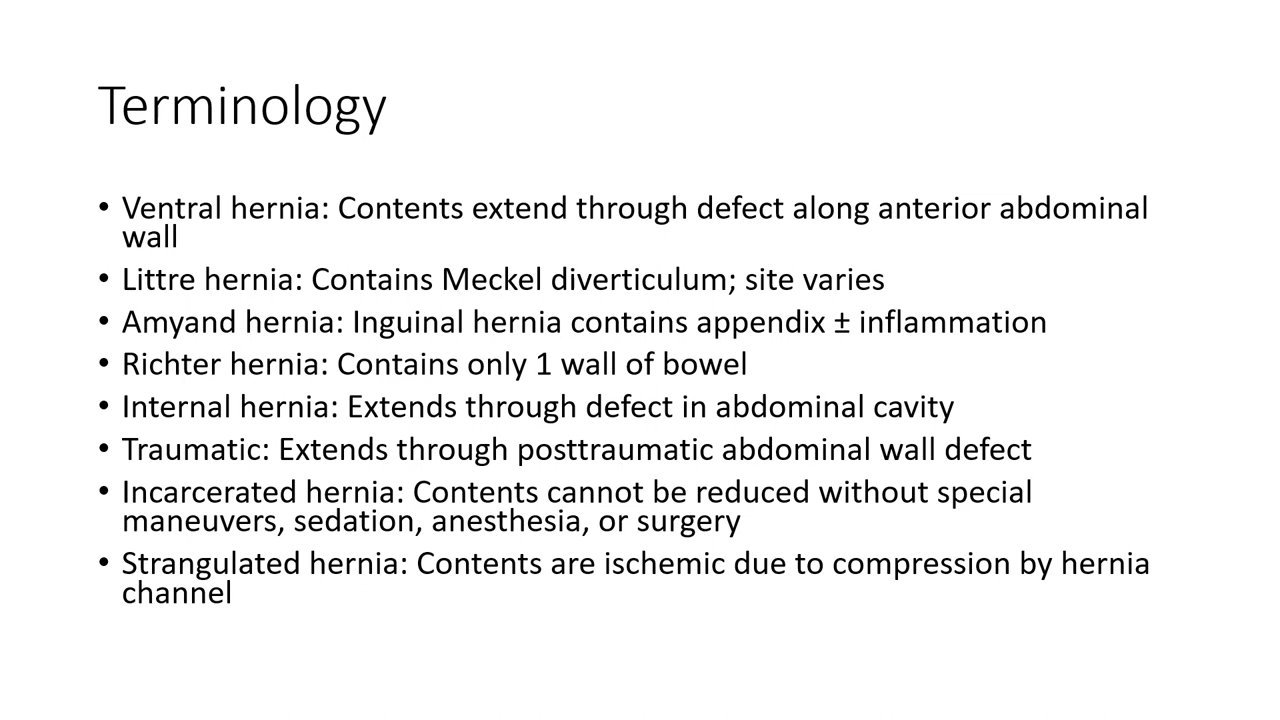 Terminology
• Ventral hernia: Contents extend through defect along anterior abdominal
wall
• Littre hernia: Contains Meckel diverticulum; site varies
• Amyand hernia: Inguinal hernia contains appendix ± inflammation
• Richter hernia: Contains only 1 wall of bowel
• Internal hernia: Extends through defect in abdominal cavity
• Traumatic: Extends through posttraumatic abdominal wall defect
• Incarcerated hernia: Contents cannot be reduced without special
maneuvers, sedation, anesthesia, or surgery
• Strangulated hernia: Contents are ischemic due to compression by hernia
channel